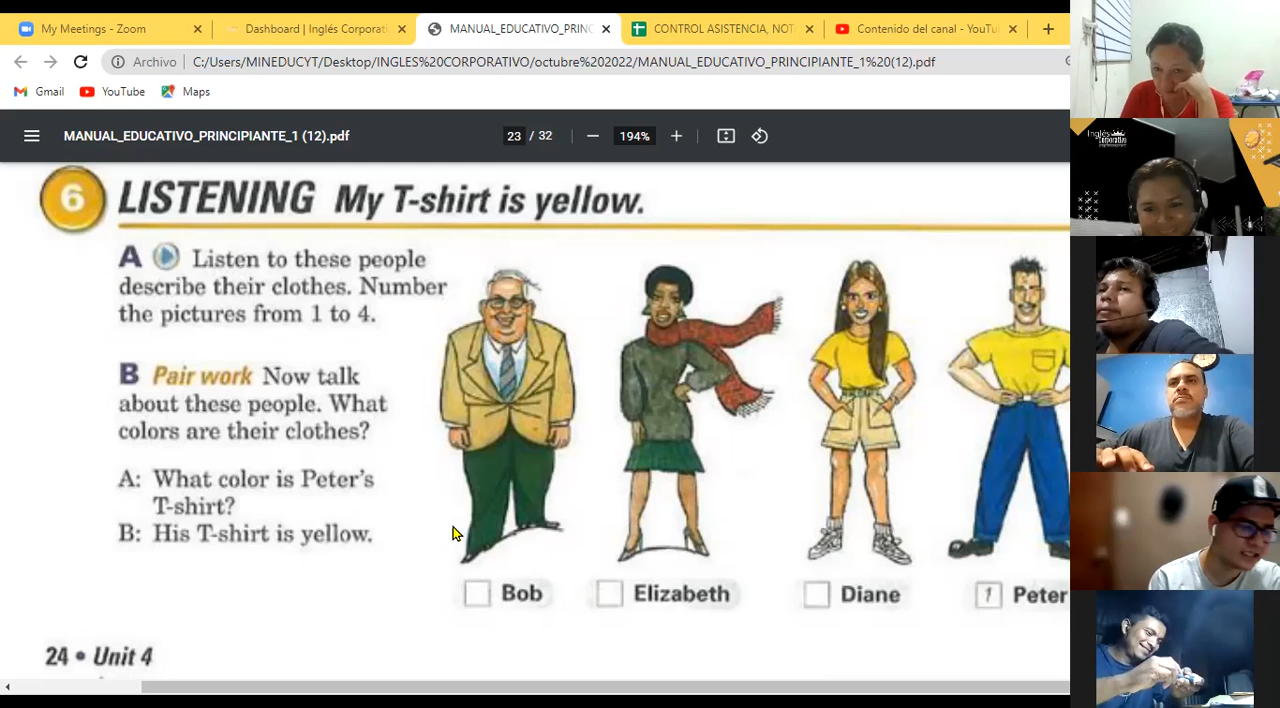 My Meetings - Zoom
Dashboard | Inglés Corporati
MANUAL_EDUCATIVO_PRINC
CONTROL ASISTENCIA, NOT
Contenido del canal - YouTu
Archivo
C:/Users/MINEDUCYT/Desktop/INGLES%20CORPORATIVO/octubre%202022/MANUAL_EDUCATIVO_PRINCIPIANTE_1%20(12).pdf
Gmail
YouTube
Maps
MANUAL_EDUCATIVO_PRINCIPIANTE_1 (12).pdf
23 / 32
194%
6 LISTENING My T-shirt is yellow.
A Listen to these people
describe their clothes. Number
the pictures from 1 to 4.
B Pair work Now talk
about these people. What
colors are their clothes?
A: What color is Peter's
T-shirt?
B: His T-shirt is yellow.
Bob
Elizabeth
Diane
1 Peter
24 • Unit 4
Inglés
Corporativo